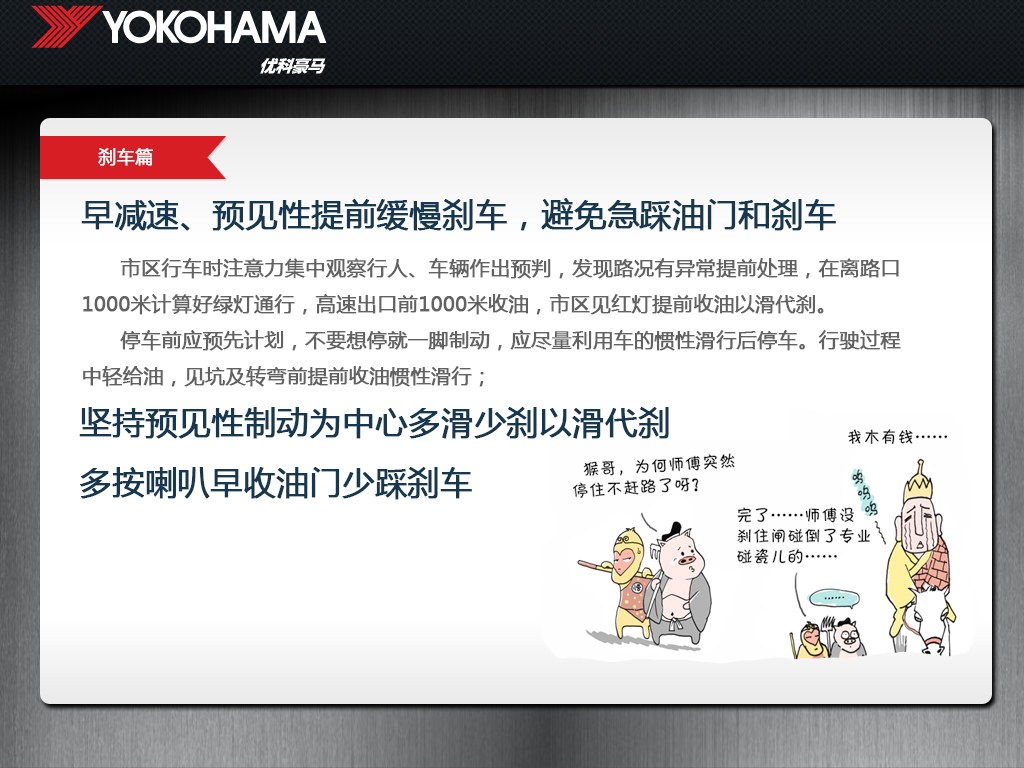 YOKOHAMA
优科豪马
刹车篇
早减速、预见性提前缓慢刹车，避免急踩油门和刹车
市区行车时注意力集中观察行人、车辆作出预判，发现路况有异常提前处理，在离路口
1000米计算好绿灯通行，高速出口前1000米收油，市区见红灯提前收油以滑代刹。
停车前应预先计划，不要想停就一脚制动，应尽量利用车的惯性滑行后停车。行驶过程
中轻给油，见坑及转弯前提前收油惯性滑行；
坚持预见性制动为中心多滑少刹以滑代刹
多按喇叭早收油门少踩刹车
猴哥，为何师傅突然
停住不赶路了呀？
完了……师傅没
刹住闸碰倒了专业
碰瓷儿的……
……
我木有钱……
呜
呜
呜